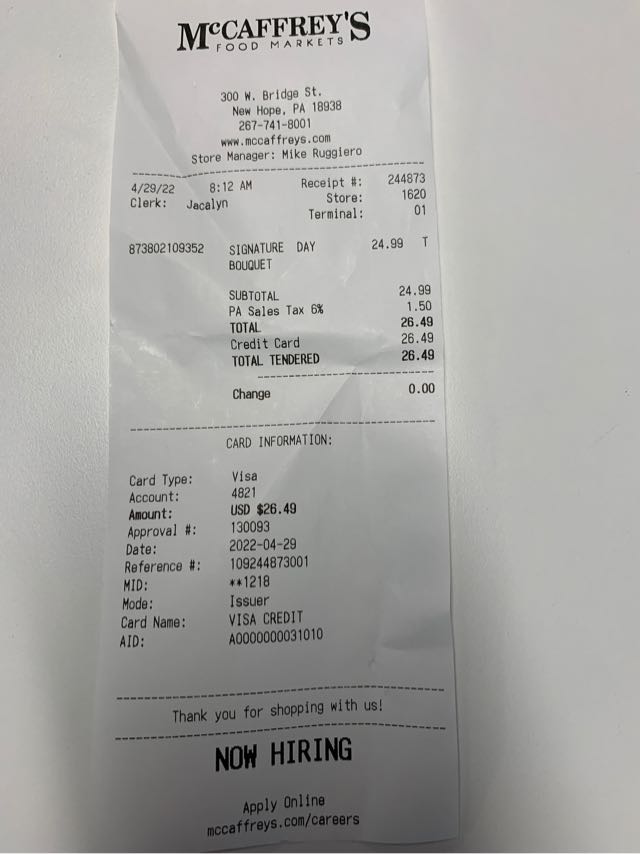 McCAFFREY'S
FOOD MARKETS
300 W. Bridge St.
New Hope, PA 18938
267-741-8001
www.mccaffreys.com
Store Manager: Mike Ruggiero
4/29/22 8:12 AM Receipt #: 244873
Clerk: Jacalyn Store: 1620
Terminal: 01
873802109352 SIGNATURE DAY 24.99 T
BOUQUET
SUBTOTAL 24.99
PA Sales Tax 6% 1.50
TOTAL 26.49
Credit Card 26.49
TOTAL TENDERED 26.49
Change 0.00
CARD INFORMATION:
Card Type: Visa
Account: 4821
Amount: USD $26.49
Approval #: 130093
Date: 2022-04-29
Reference #: 109244873001
MID: **1218
Mode: Issuer
Card Name: VISA CREDIT
AID: A0000000031010
Thank you for shopping with us!
NOW HIRING
Apply Online
mccaffreys.com/careers